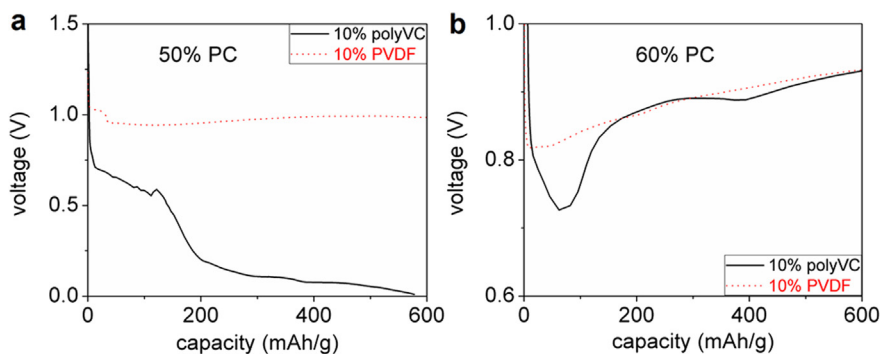 a
50% PC
10% polyVC
10% PVDF
1.5
1.0
0.5
0.0
voltage (V)
0
200
400
600
capacity (mAh/g)
b
60% PC
10% polyVC
10% PVDF
1.0
0.8
0.6
voltage (V)
0
200
400
600
capacity (mAh/g)